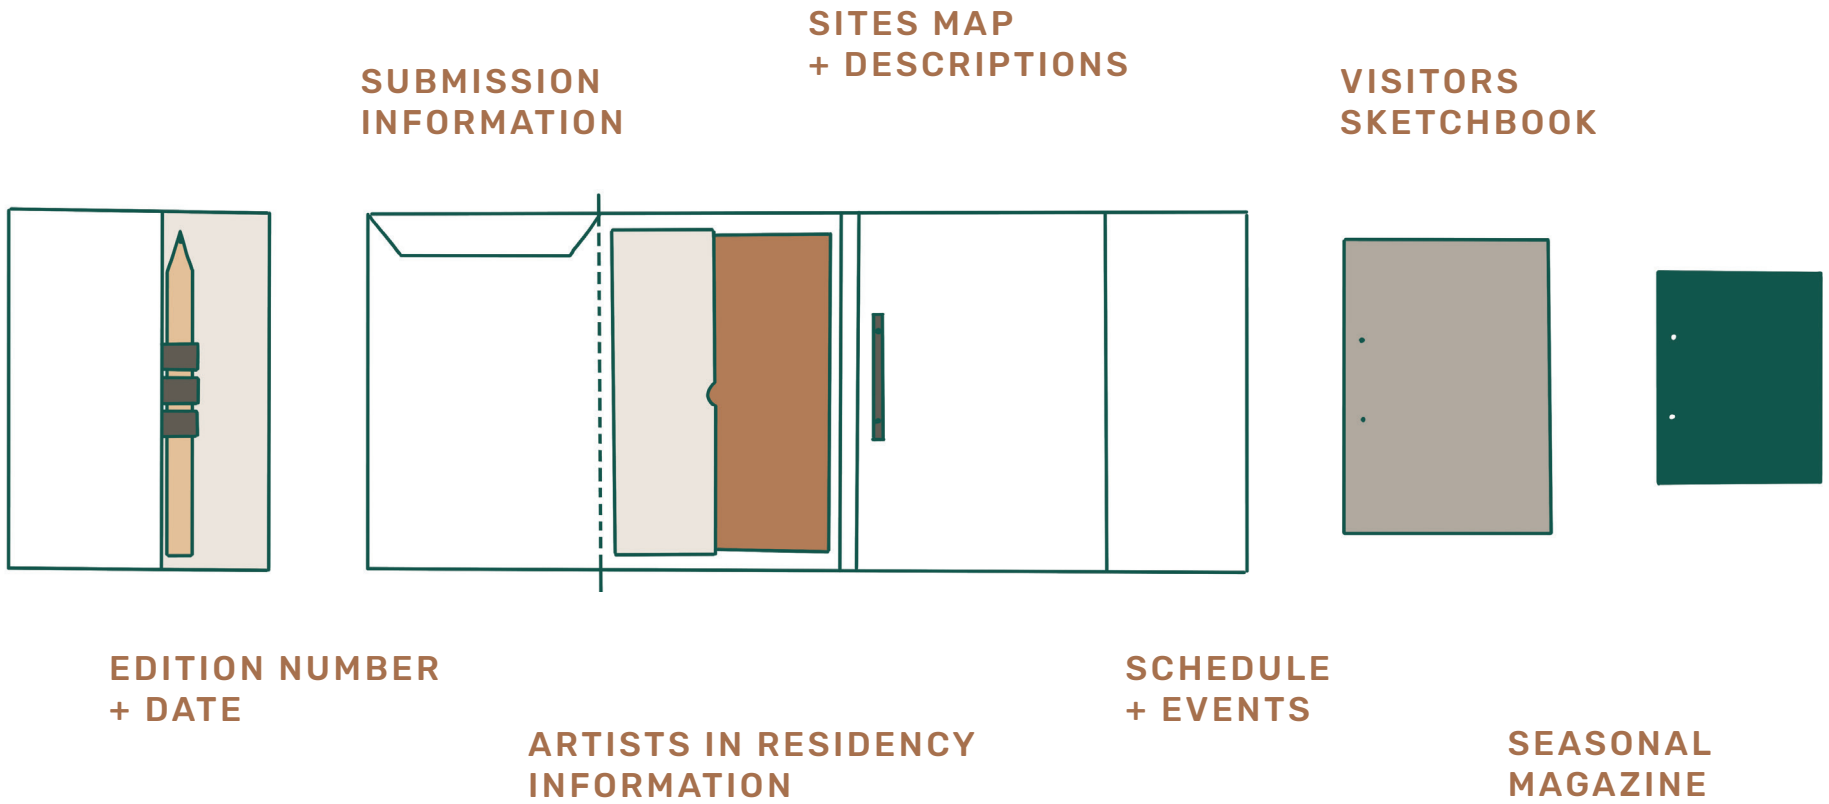 SITES MAP
+ DESCRIPTIONS
SUBMISSION
INFORMATION
VISITORS
SKETCHBOOK
EDITION NUMBER
+ DATE
SCHEDULE
+ EVENTS
ARTISTS IN RESIDENCY
INFORMATION
SEASONAL
MAGAZINE